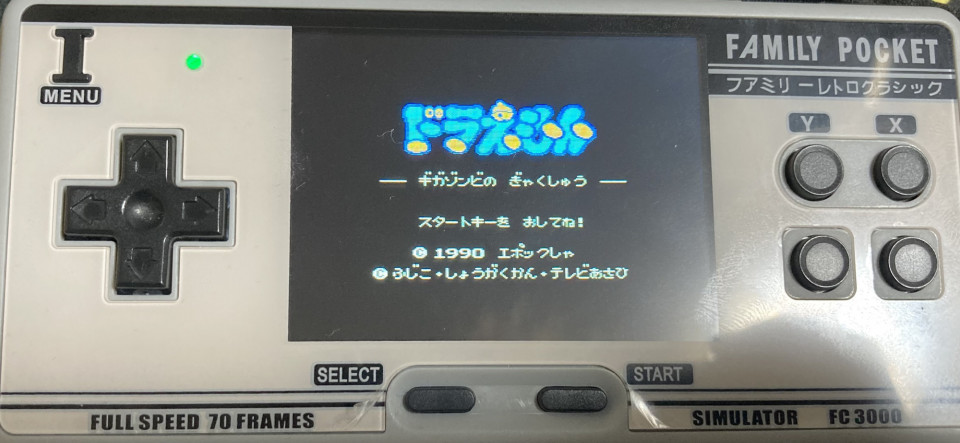 I
MENU
FAMILY POCKET
ファミリーレトロクラシック
Y X
ドラえもん
ギガゾンビの ぎゃくしゅう
スタートキーを おしてね!
© 1990 エポックしゃ
© ふじこ・しょうがくかん・テレビあさひ
SELECT
START
FULL SPEED 70 FRAMES
SIMULATOR FC 3000